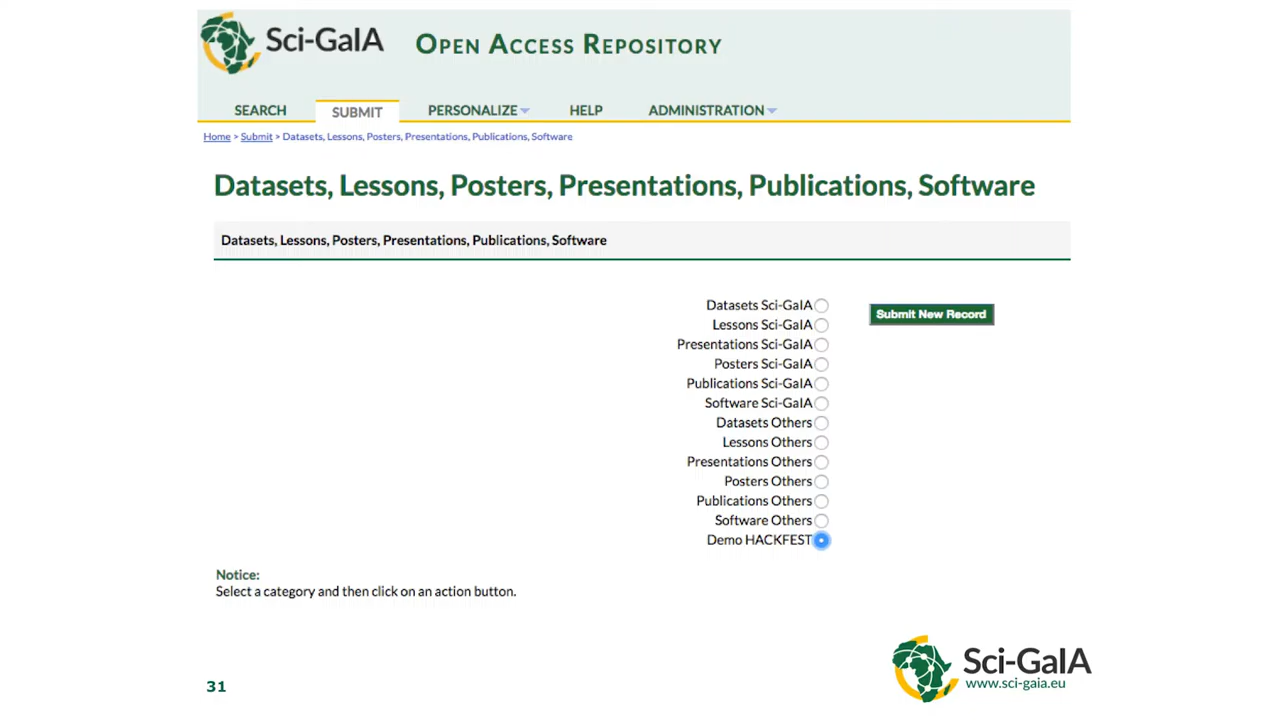 Sci-GaIA OPEN ACCESS REPOSITORY
SEARCH SUBMIT PERSONALIZE HELP ADMINISTRATION
Home > Submit > Datasets, Lessons, Posters, Presentations, Publications, Software
Datasets, Lessons, Posters, Presentations, Publications, Software
Datasets, Lessons, Posters, Presentations, Publications, Software
Datasets Sci-GaIA
Submit New Record
Lessons Sci-GaIA
Presentations Sci-GaIA
Posters Sci-GaIA
Publications Sci-GaIA
Software Sci-GaIA
Datasets Others
Lessons Others
Presentations Others
Posters Others
Publications Others
Software Others
Demo HACKFEST
Notice:
Select a category and then click on an action button.
Sci-GaIA
www.sci-gaia.eu
31